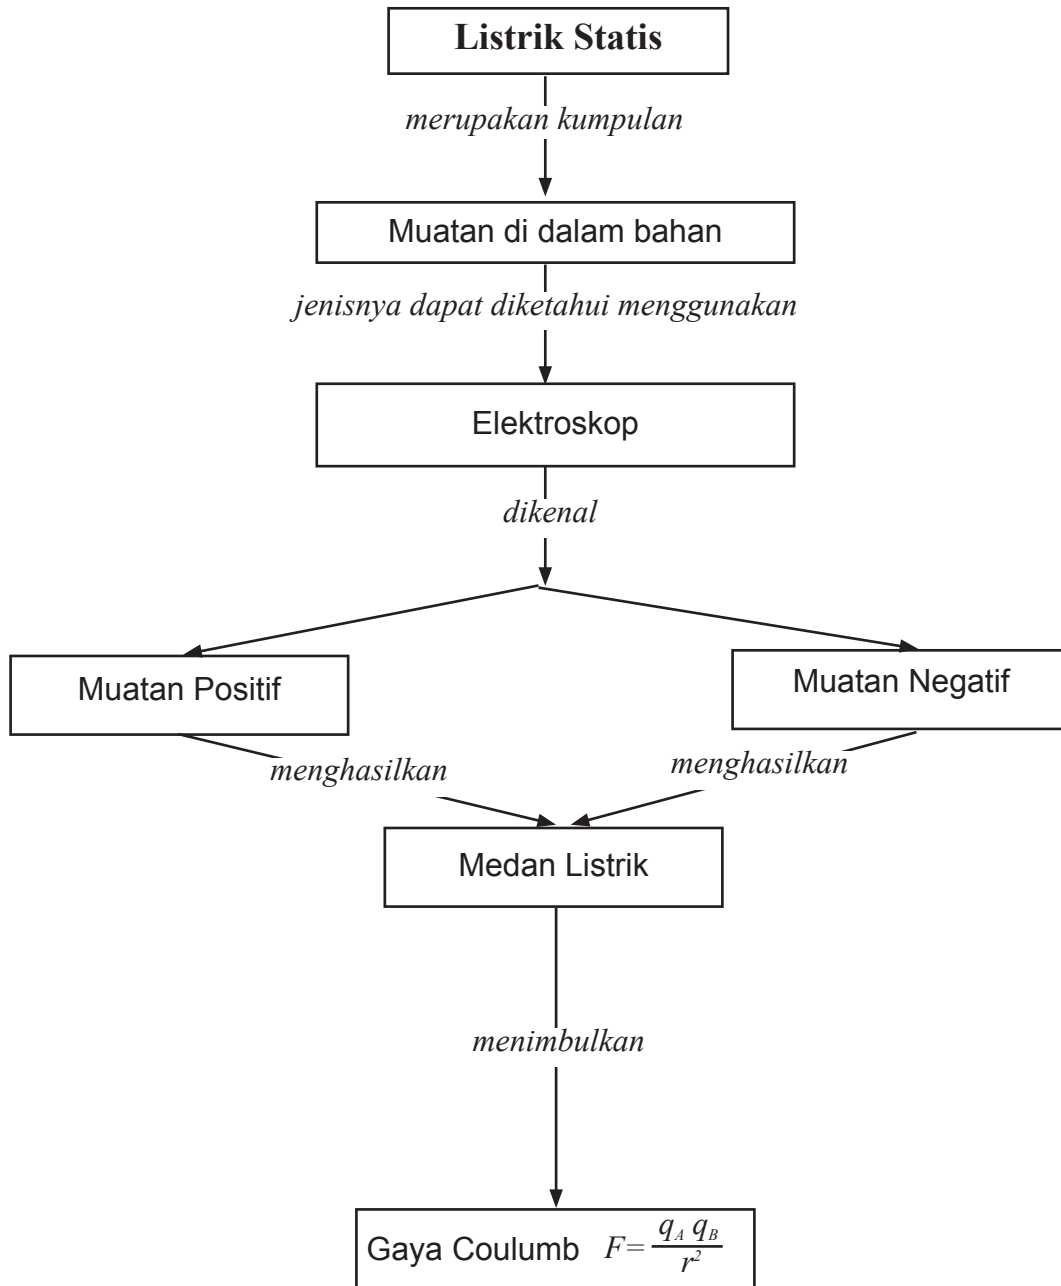 Listrik Statis
merupakan kumpulan
Muatan di dalam bahan
jenisnya dapat diketahui menggunakan
Elektroskop
dikenal
Muatan Positif
Muatan Negatif
menghasilkan
menghasilkan
Medan Listrik
menimbulkan
Gaya Coulumb F = \frac{q_A q_B}{r^2}